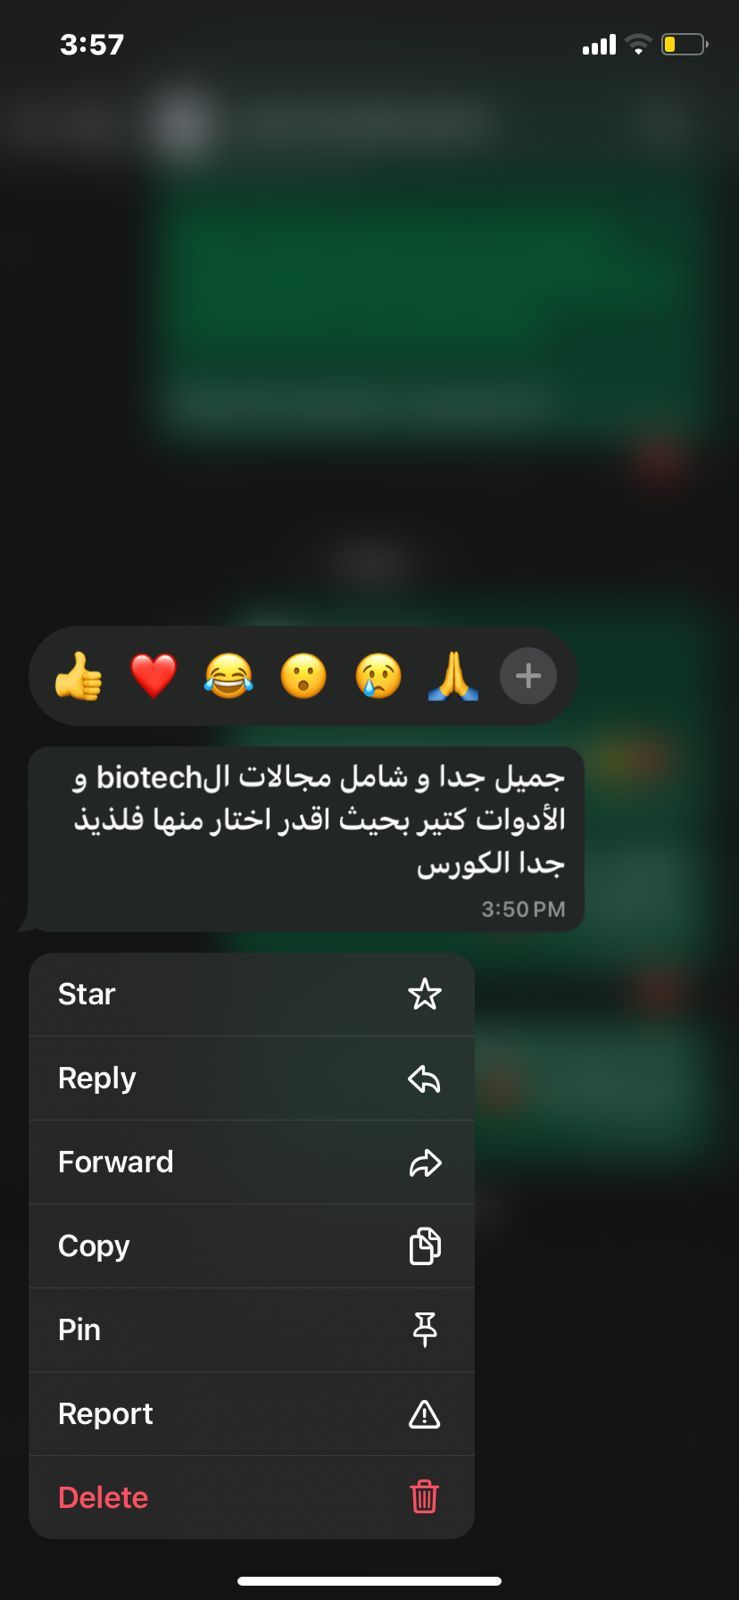 3:57
جميل جدا و شامل مجالات الbiotech و
الأدوات كتير بحيث اقدر اختار منها فلذيذ
جدا الكورس
3:50 PM
Star
Reply
Forward
Copy
Pin
Report
Delete